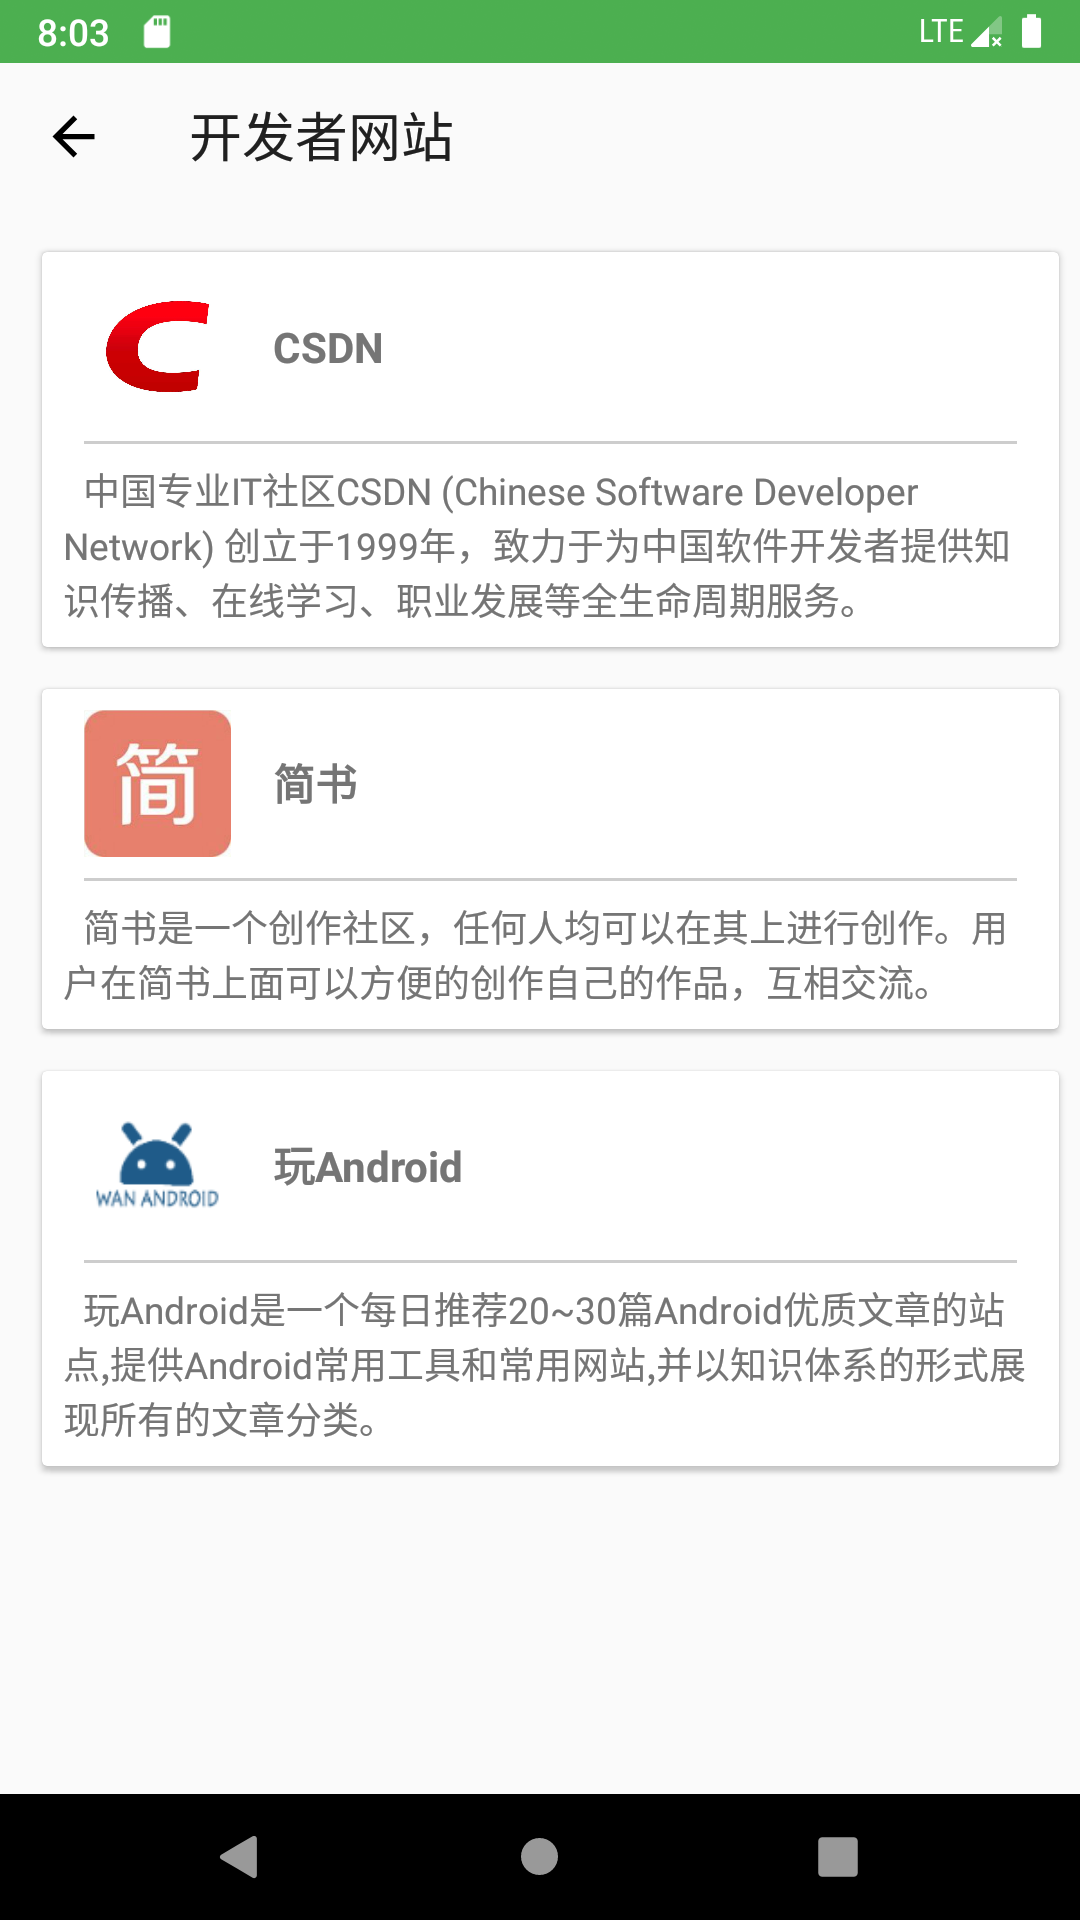 8:03 LTE
开发者网站
CSDN
中国专业IT社区CSDN (Chinese Software Developer
Network) 创立于1999年，致力于为中国软件开发者提供知
识传播、在线学习、职业发展等全生命周期服务。
简
简书
简书是一个创作社区，任何人均可以在其上进行创作。用
户在简书上面可以方便的创作自己的作品，互相交流。
WAN ANDROID
玩Android
玩Android是一个每日推荐20~30篇Android优质文章的站
点,提供Android常用工具和常用网站,并以知识体系的形式展
现所有的文章分类。